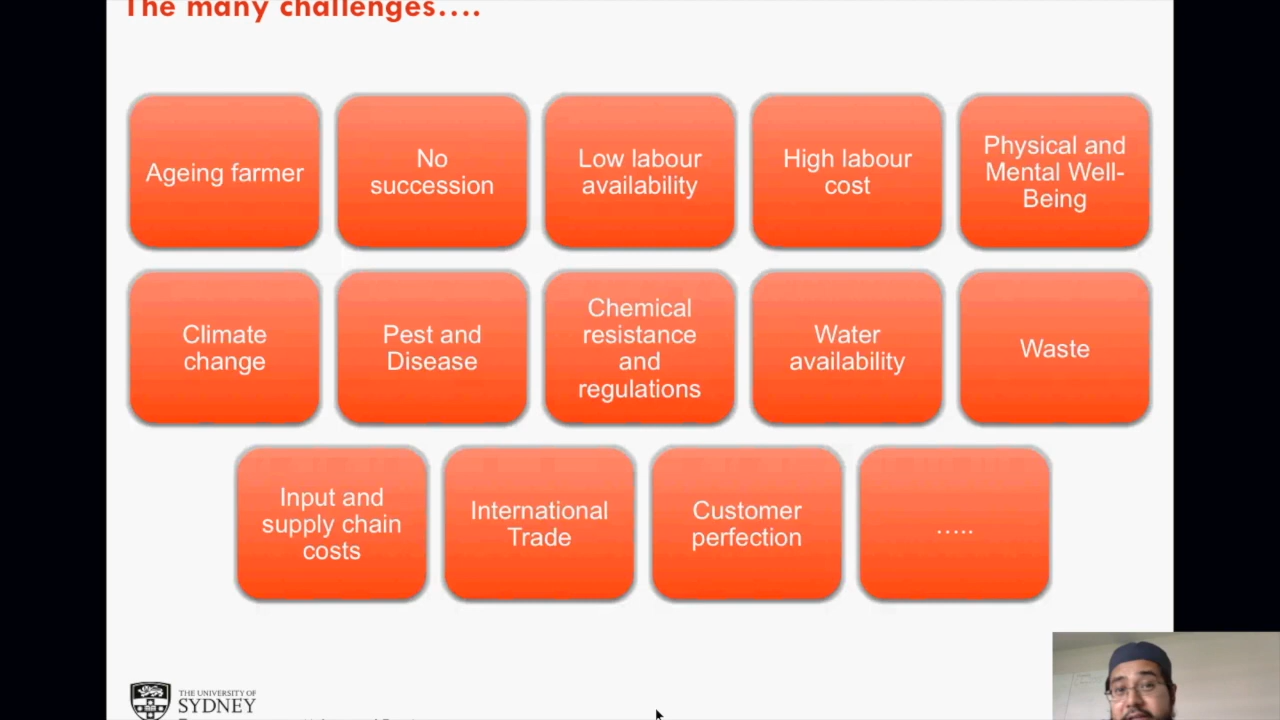 The many challenges....
Ageing farmer
No
succession
Low labour
availability
High labour
cost
Physical and
Mental Well-
Being
Climate
change
Pest and
Disease
Chemical
resistance
and
regulations
Water
availability
Waste
Input and
supply chain
costs
International
Trade
Customer
perfection
.....
THE UNIVERSITY OF
SYDNEY